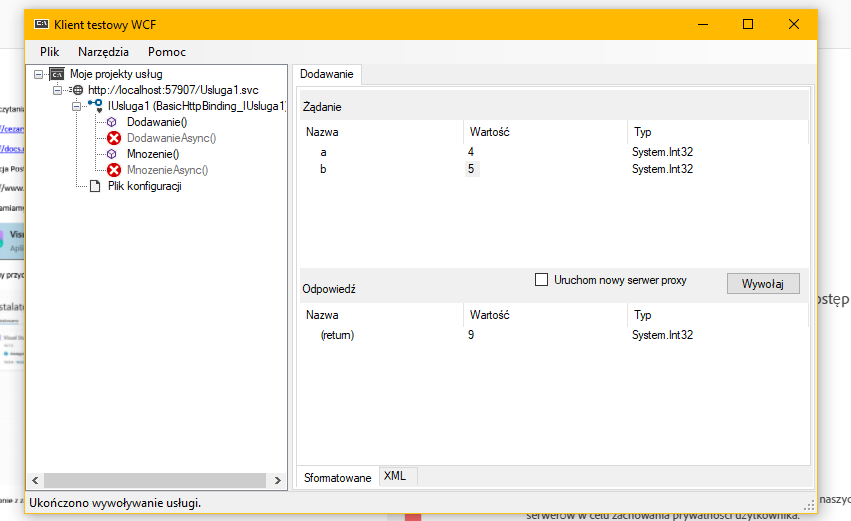 Klient testowy WCF
Plik Narzędzia Pomoc
Moje projekty usług
http://localhost:57907/Usluga1.svc
IUsluga1 (BasicHttpBinding_IUsluga1)
Dodawanie()
DodawanieAsync()
Mnozenie()
MnozenieAsync()
Plik konfiguracji
Dodawanie
Żądanie
Nazwa Wartość Typ
a 4 System.Int32
b 5 System.Int32
Odpowiedź
Uruchom nowy serwer proxy
Wywołaj
Nazwa Wartość Typ
(return) 9 System.Int32
Sformatowane XML
Ukończono wywoływanie usługi.
serwerów w celu zachowania prywatności użytkownika.